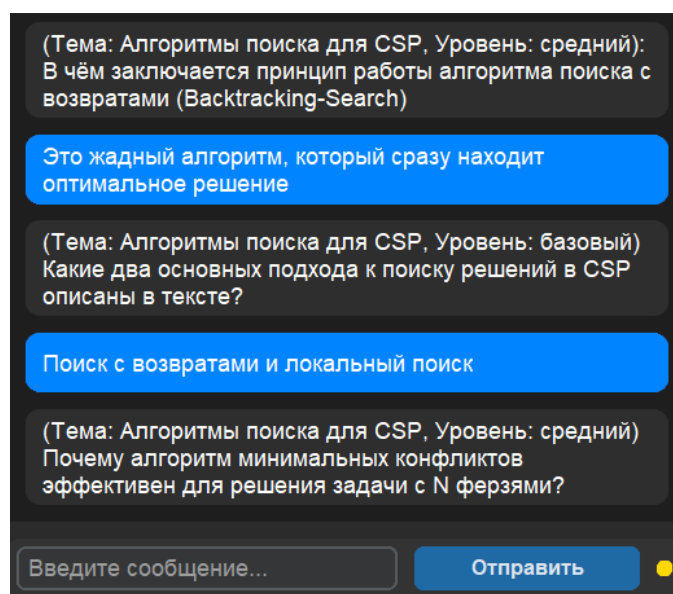 (Тема: Алгоритмы поиска для CSP, Уровень: средний):
В чём заключается принцип работы алгоритма поиска с
возвратами (Backtracking-Search)
Это жадный алгоритм, который сразу находит
оптимальное решение
(Тема: Алгоритмы поиска для CSP, Уровень: базовый)
Какие два основных подхода к поиску решений в CSP
описаны в тексте?
Поиск с возвратами и локальный поиск
(Тема: Алгоритмы поиска для CSP, Уровень: средний)
Почему алгоритм минимальных конфликтов
эффективен для решения задачи с N ферзями?
Введите сообщение...
Отправить